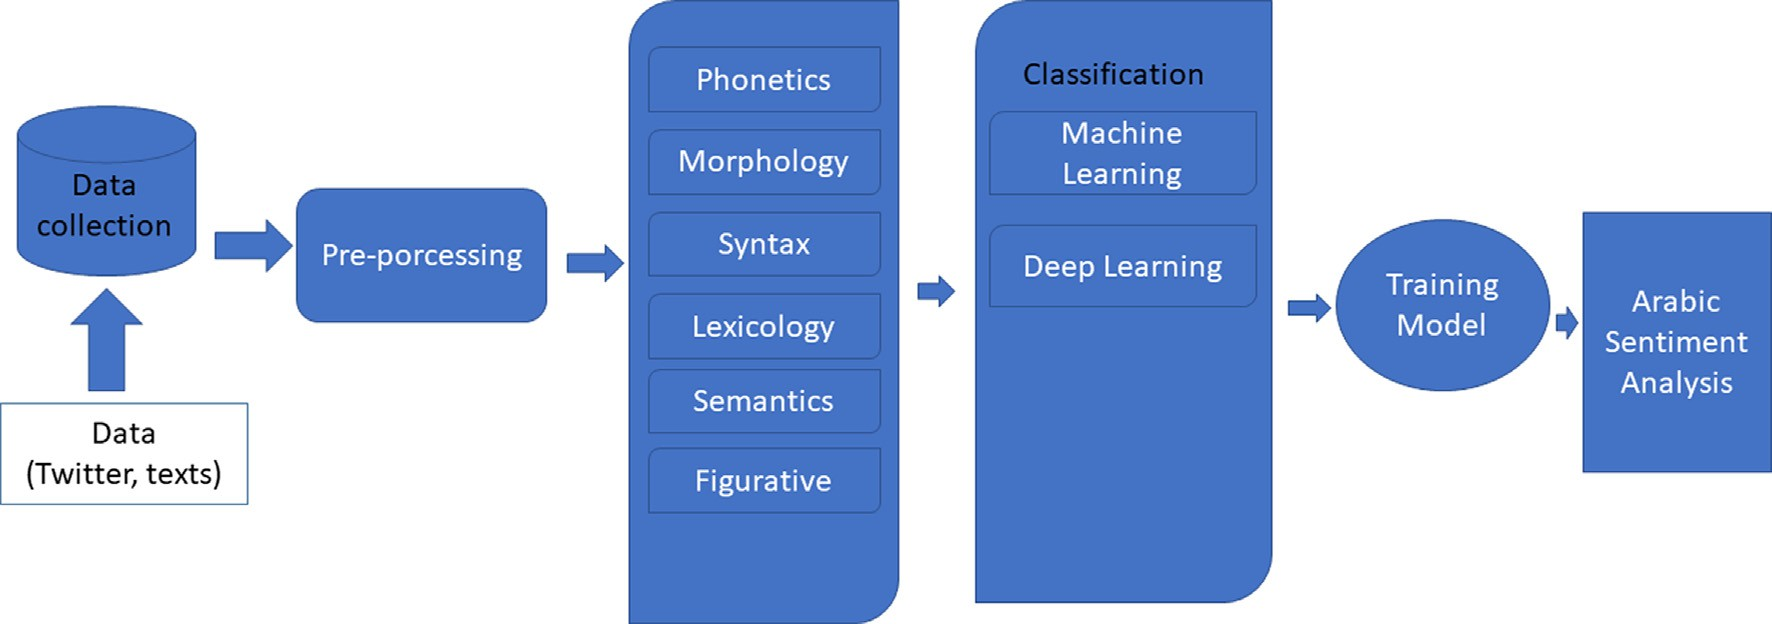 Data
collection
Data
(Twitter, texts)
Pre-porcessing
Phonetics
Morphology
Syntax
Lexicology
Semantics
Figurative
Classification
Machine
Learning
Deep Learning
Training
Model
Arabic
Sentiment
Analysis